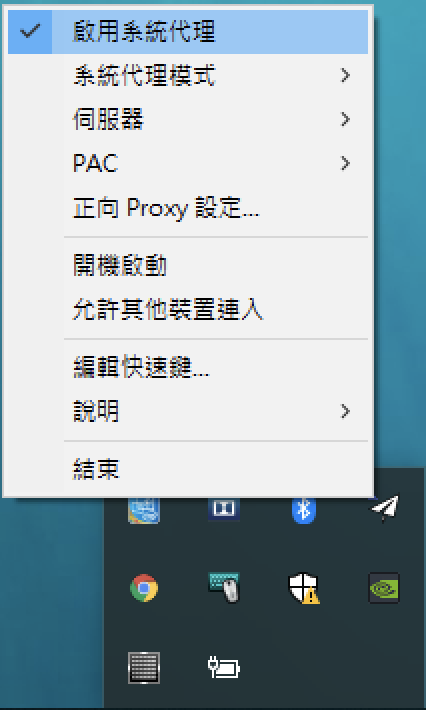 啟用系統代理
系統代理模式
伺服器
PAC
正向 Proxy 設定...
開機啟動
允許其他裝置連入
編輯快速鍵...
說明
結束